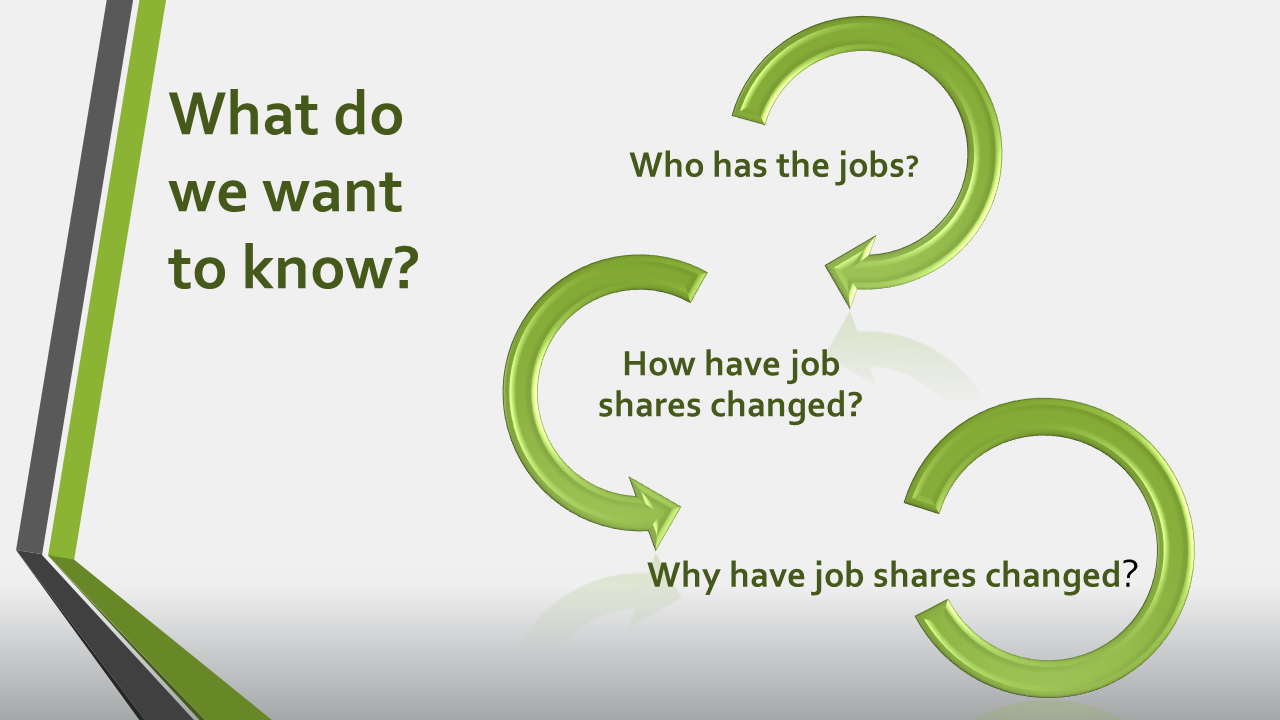 What do
we want
to know?
Who has the jobs?
How have job
shares changed?
Why have job shares changed?